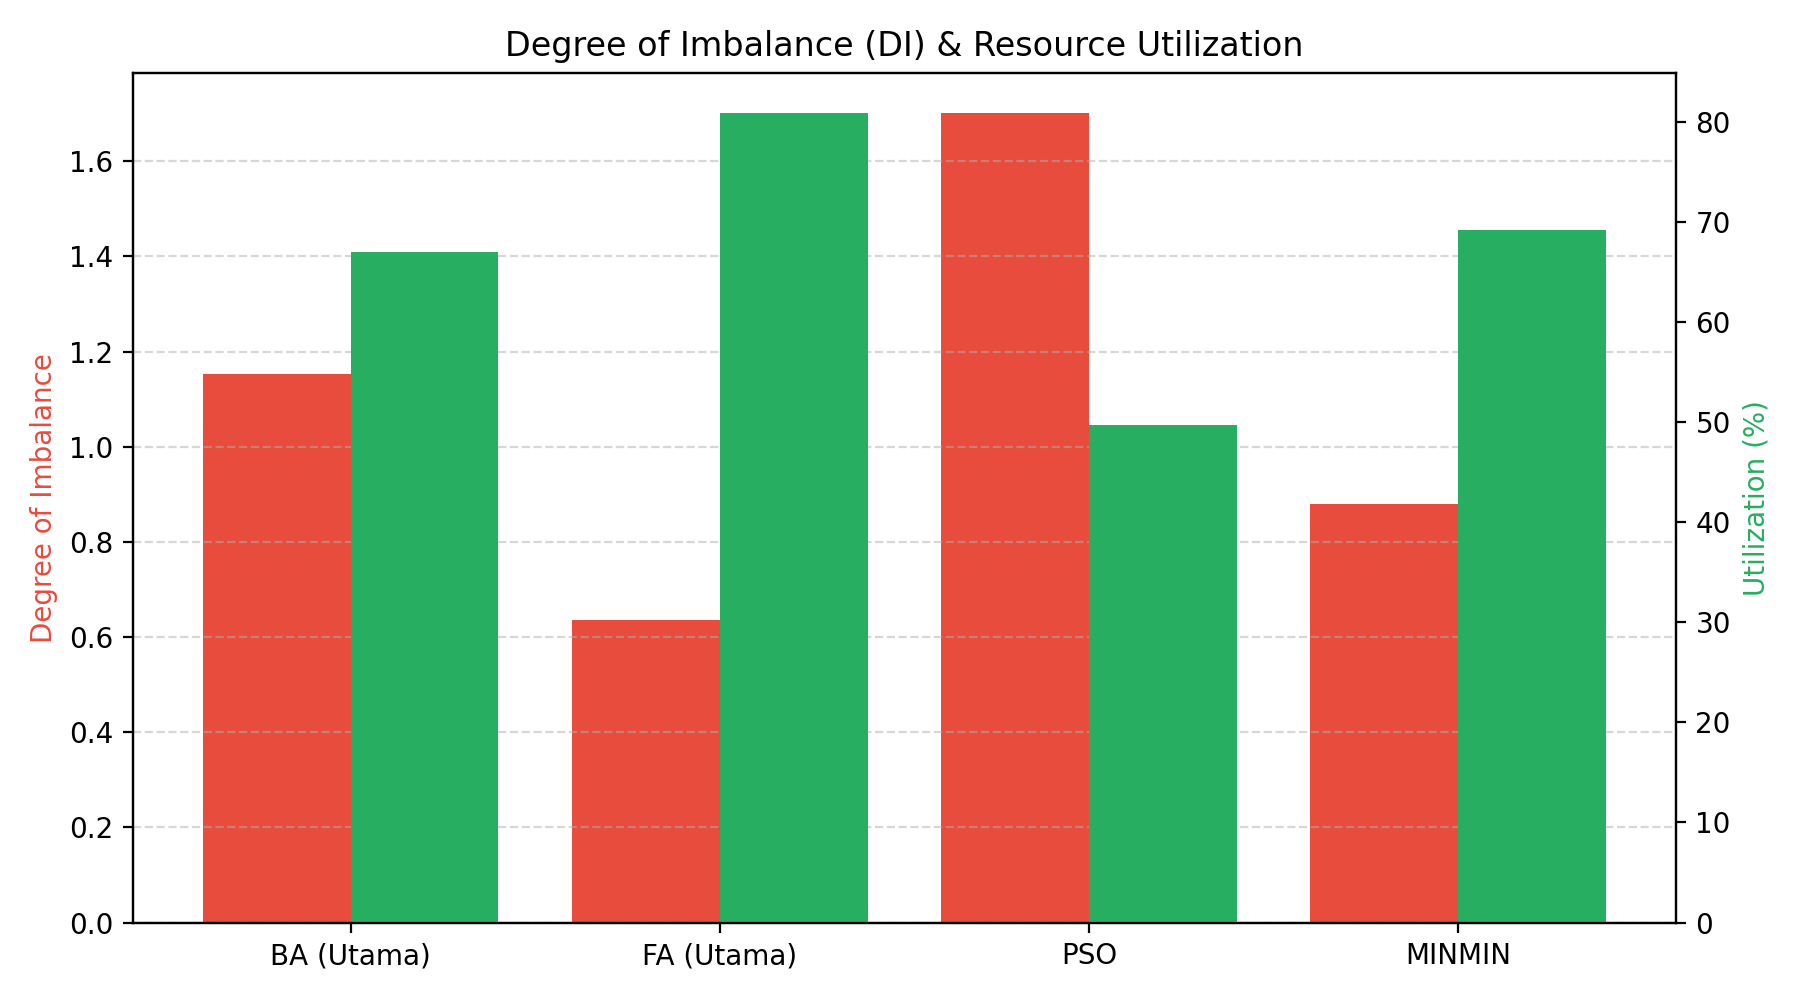 Degree of Imbalance (DI) & Resource Utilization
Degree of Imbalance
1.6
1.4
1.2
1.0
0.8
0.6
0.4
0.2
0.0
80
70
60
50
40
30
20
10
0
Utilization (%)
BA (Utama)
FA (Utama)
PSO
MINMIN